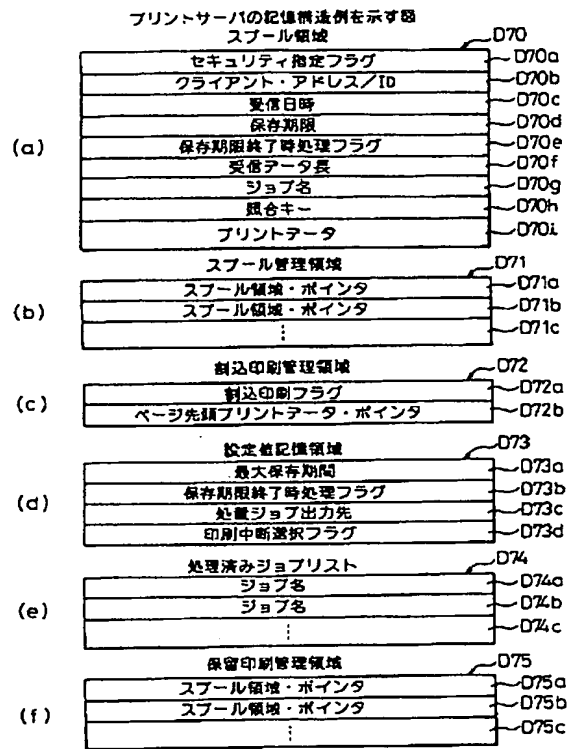 プリントサーバの記憶構造例を示す図
スプール領域
D70
セキュリティ指定フラグ
D70a
クライアント・アドレス/ID
D70b
受信日時
D70c
保存期限
D70d
(a)
保存期限終了時処理フラグ
D70e
受信データ長
D70f
ジョブ名
D70g
照合キー
D70h
プリントデータ
D70i
スプール管理領域
D71
スプール領域・ポインタ
D71a
(b)
スプール領域・ポインタ
D71b
⋮
D71c
割込印刷管理領域
D72
(c)
割込印刷フラグ
D72a
ページ先頭プリントデータ・ポインタ
D72b
設定値記憶領域
D73
最大保存期間
D73a
(d)
保存期限終了時処理フラグ
D73b
処置ジョブ出力先
D73c
印刷中断選択フラグ
D73d
処理済みジョブリスト
D74
ジョブ名
D74a
(e)
ジョブ名
D74b
⋮
D74c
保留印刷管理領域
D75
スプール領域・ポインタ
D75a
(f)
スプール領域・ポインタ
D75b
⋮
D75c